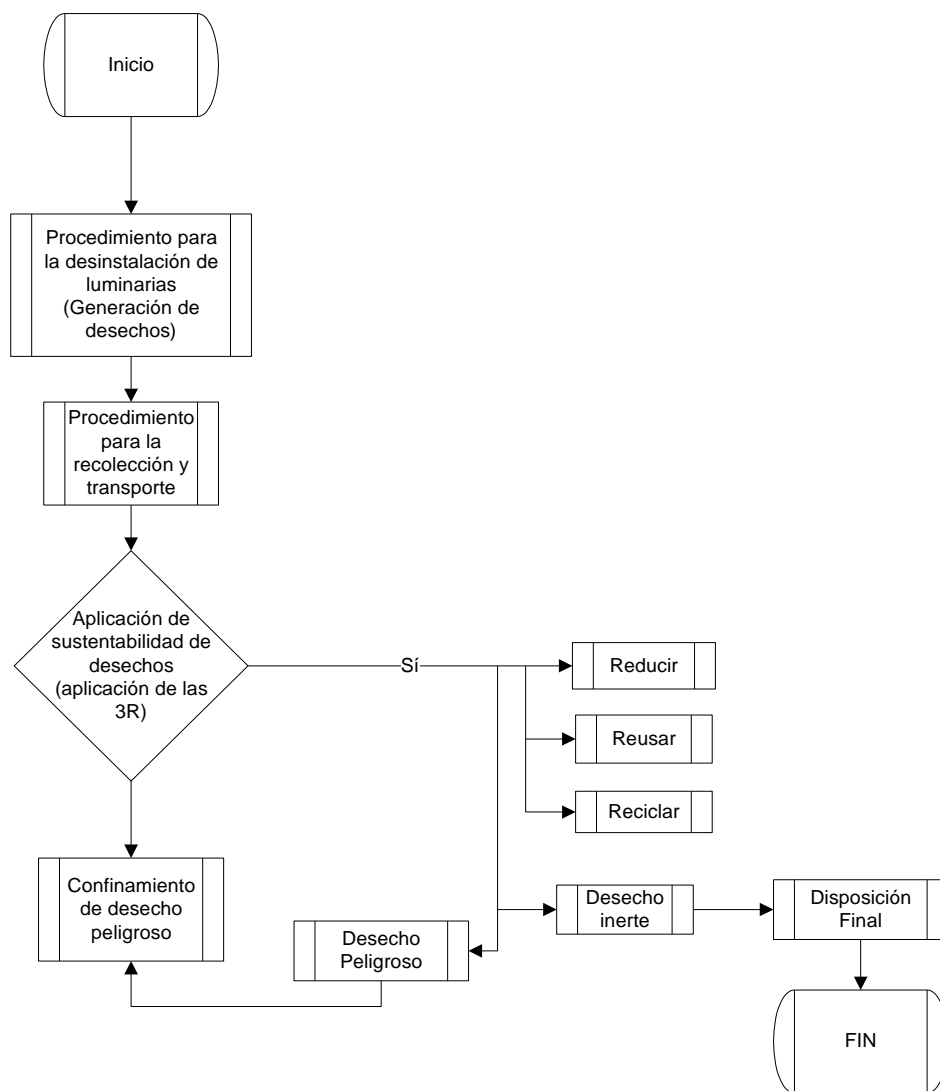 Inicio
Procedimiento para
la desinstalación de
luminarias
(Generación de
desechos)
Procedimiento
para la
recolección y
transporte
Aplicación de
sustentabilidad de
desechos
(aplicación de las
3R)
Sí
Reducir
Reusar
Reciclar
Confinamiento
de desecho
peligroso
Desecho
Peligroso
Desecho
inerte
Disposición
Final
FIN